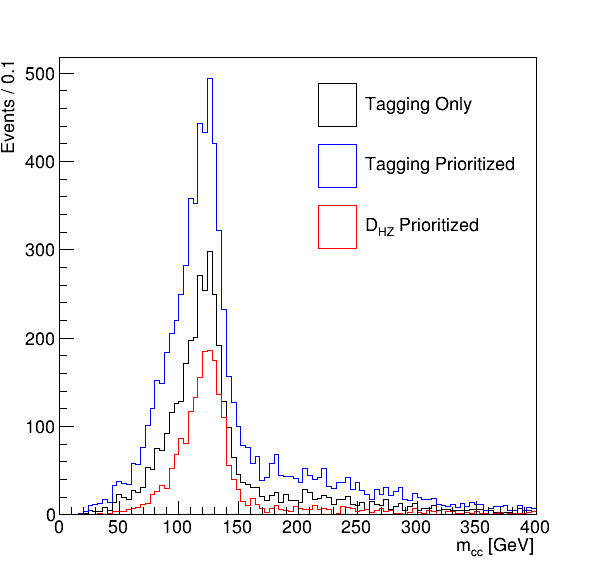 Events / 0.1
500
400
300
200
100
0
Tagging Only
Tagging Prioritized
D_HZ Prioritized
0 50 100 150 200 250 300 350 400
m_cc [GeV]